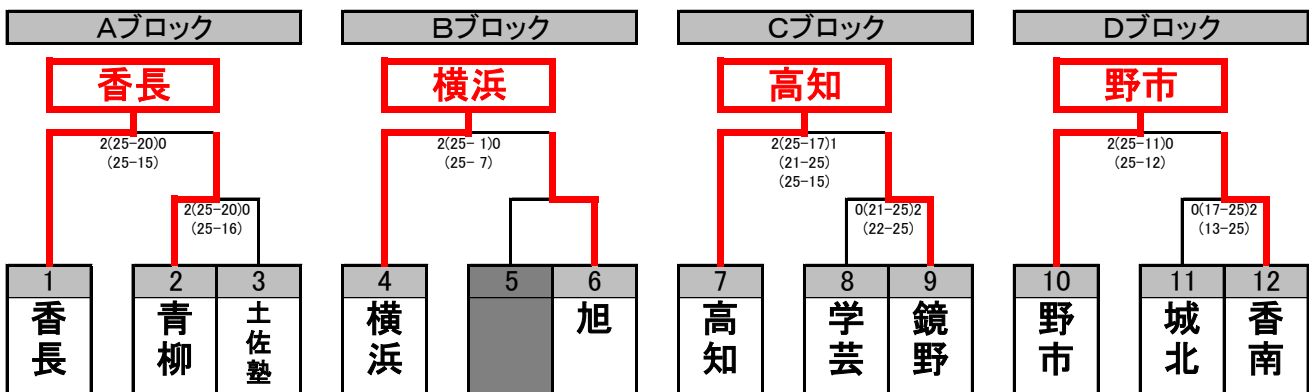 Aブロック
Bブロック
Cブロック
Dブロック
香長
横浜
高知
野市
2(25-20)0
(25-15)
2(25- 1)0
(25- 7)
2(25-17)1
(21-25)
(25-15)
2(25-11)0
(25-12)
2(25-20)0
(25-16)
0(21-25)2
(22-25)
0(17-25)2
(13-25)
1
2
3
4
5
6
7
8
9
10
11
12
香長
青柳
土佐塾
横浜
旭
高知
学芸
鏡野
野市
城北
香南